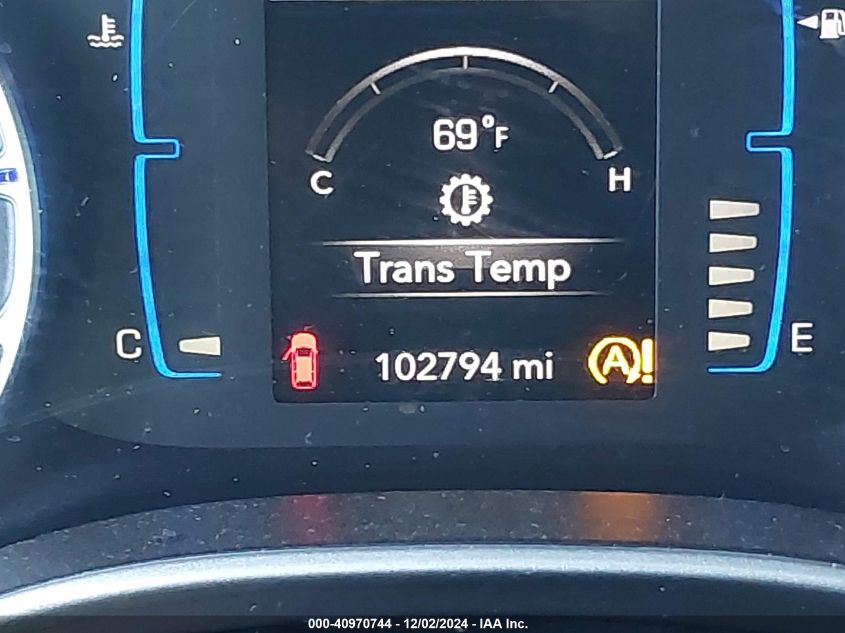 69°F
C H
Trans Temp
C E
102794 mi
A!
000-40970744 - 12/02/2024 - IAA Inc.